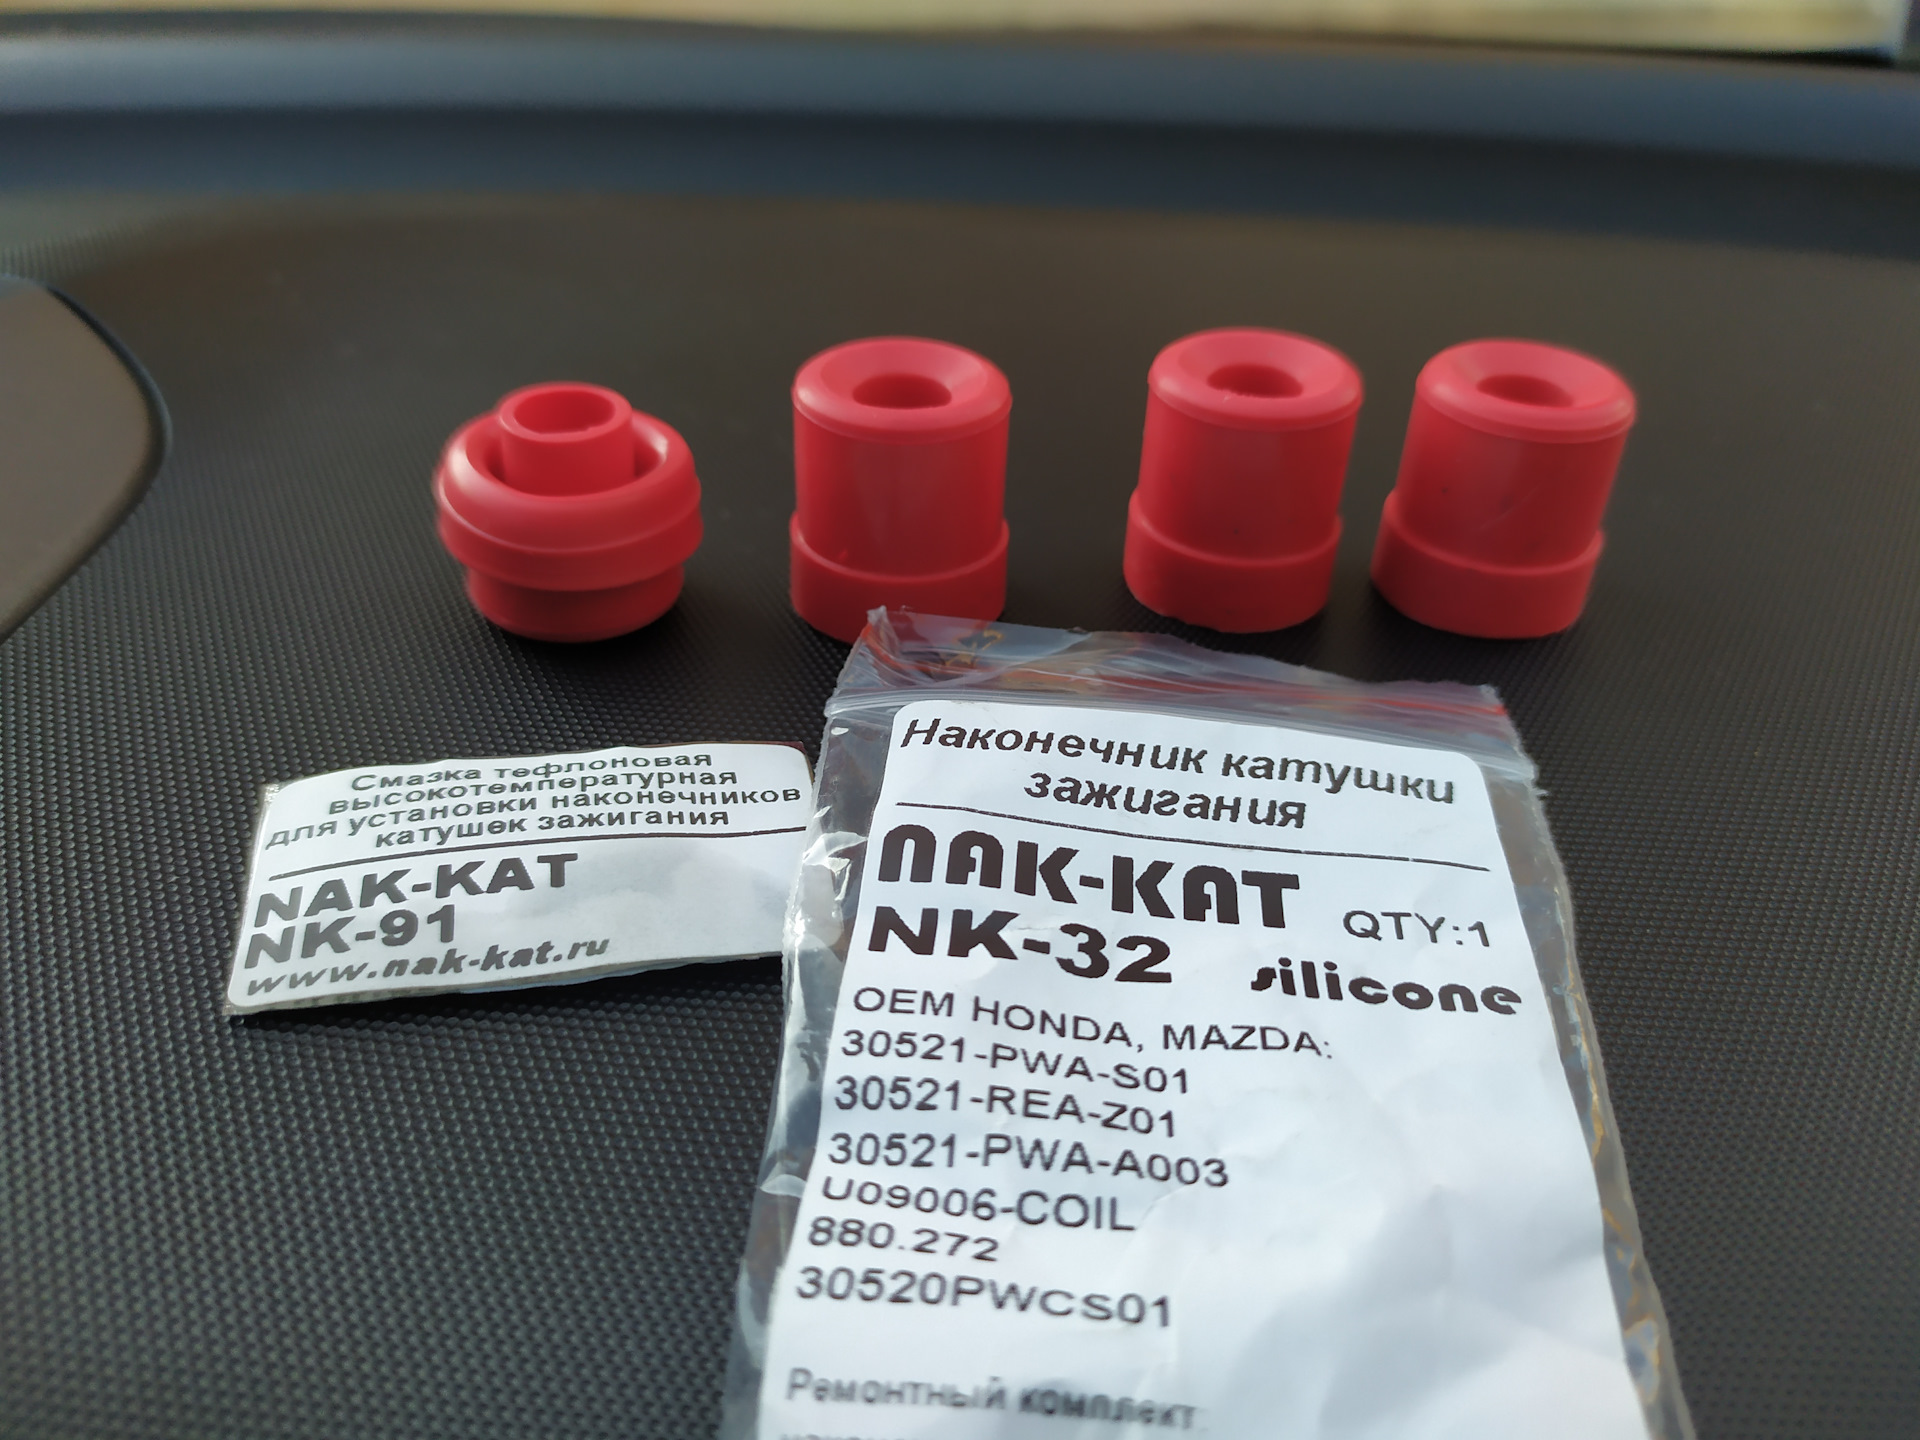 Смазка тефлоновая
высокотемпературная
для установки наконечников
катушек зажигания
NAK-KAT
NK-91
www.nak-kat.ru
Наконечник катушки
зажигания
NAK-KAT
NK-32 QTY:1
silicone
OEM HONDA, MAZDA:
30521-PWA-S01
30521-REA-Z01
30521-PWA-A003
U09006-COIL
880.272
30520PWCS01
Ремонтный комплект